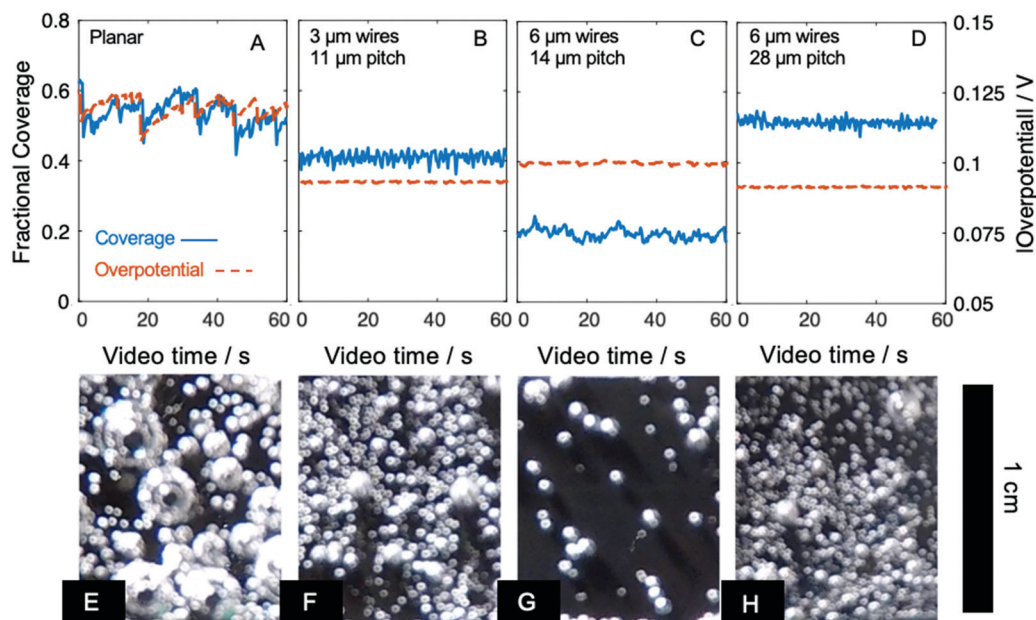 0.8
0.6
0.4
0.2
0
Fractional Coverage
Planar
A
Coverage
Overpotential
0 20 40 60
3 µm wires
11 µm pitch
B
0 20 40 60
6 µm wires
14 µm pitch
C
0 20 40 60
6 µm wires
28 µm pitch
D
0 20 40 60
0.15
0.125
0.1
0.075
0.05
|Overpotential| / V
Video time / s
Video time / s
Video time / s
Video time / s
E
F
G
H
1 cm